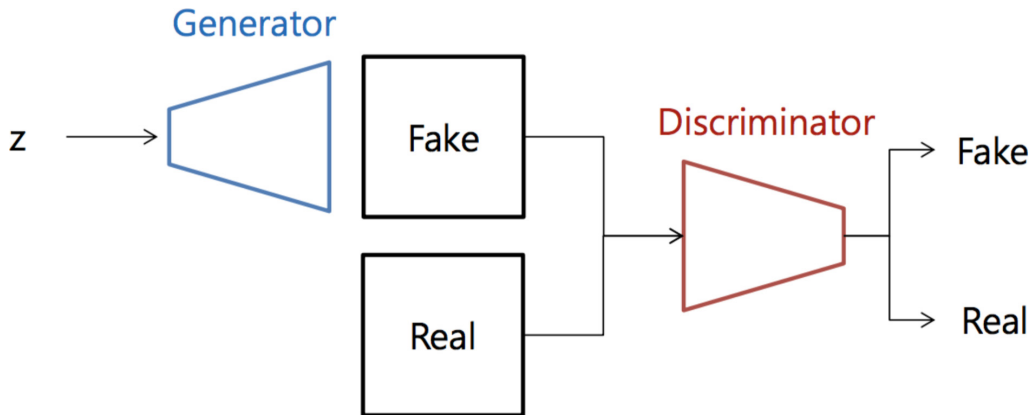 Generator
z
Fake
Discriminator
Fake
Real
Real